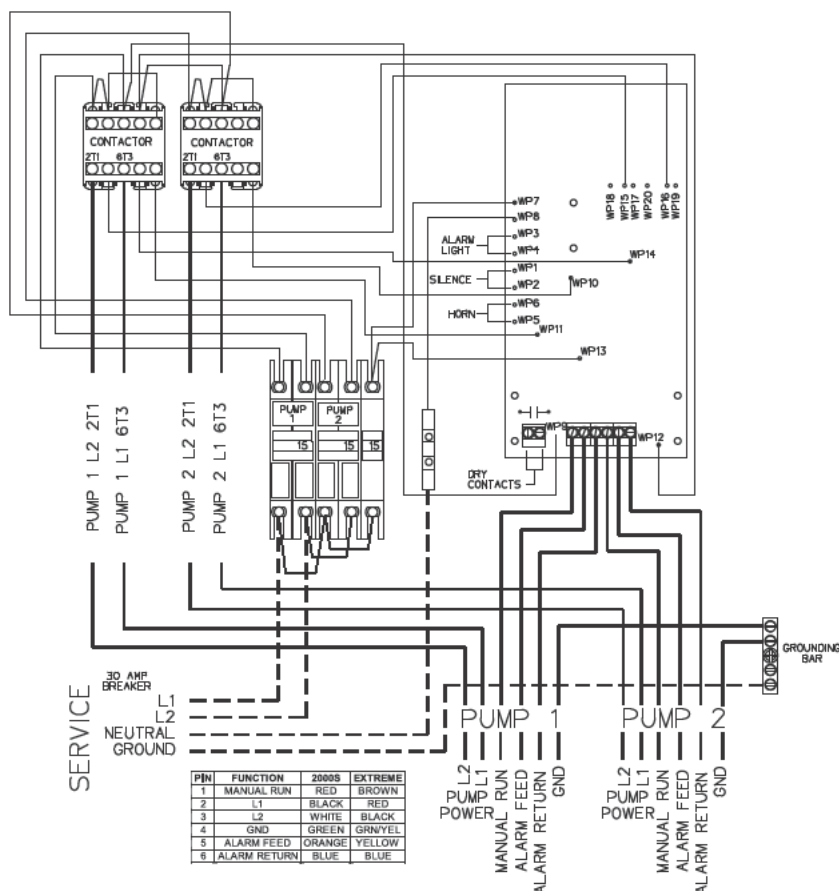 CONTACTOR
2T1 6T3
CONTACTOR
2T1 6T3
WP18
WP15
WP17
WP20
WP16
WP19
WP7
WP8
WP3
ALARM LIGHT
WP4
WP14
WP1
SILENCE
WP2
WP10
WP6
HORN
WP5
WP11
WP13
PUMP 1
PUMP 2
15
15
15
WP9
WP12
DRY CONTACTS
PUMP 1 L2 2T1
PUMP 1 L1 6T3
PUMP 2 L2 2T1
PUMP 2 L1 6T3
GROUNDING BAR
SERVICE
30 AMP BREAKER
L1
L2
NEUTRAL
GROUND
PUMP 1
PUMP 2
L2
L1
PUMP POWER
MANUAL RUN
ALARM FEED
ALARM RETURN
GND
L2
L1
PUMP POWER
MANUAL RUN
ALARM FEED
ALARM RETURN
GND
PIN FUNCTION 2000S EXTREME
1 MANUAL RUN RED BROWN
2 L1 BLACK RED
3 L2 WHITE BLACK
4 GND GREEN GRN/YEL
5 ALARM FEED ORANGE YELLOW
6 ALARM RETURN BLUE BLUE